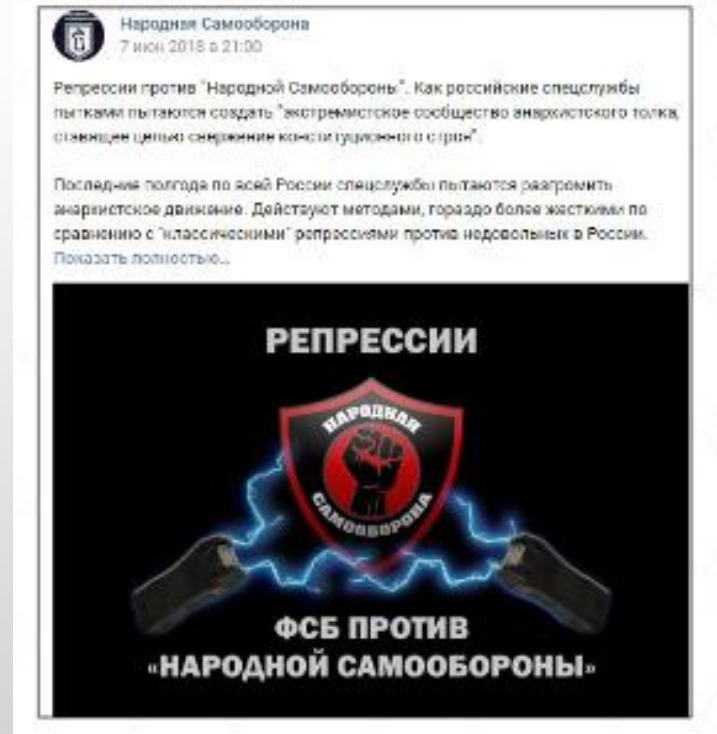 Народная Самооборона
7 июн 2018 в 21:00
Репрессии против "Народной Самообороны". Как российские спецслужбы
пытками пытаются создать "экстремистское сообщество анархистского толка,
ставящее целью свержение конституционного строя".
Последние полгода по всей России спецслужбы пытаются разгромить
анархистское движение. Действуют методами, гораздо более жесткими по
сравнению с "классическими" репрессиями против недовольных в России.
Показать полностью...
РЕПРЕССИИ
НАРОДНАЯ
САМООБОРОНА
ФСБ ПРОТИВ
«НАРОДНОЙ САМООБОРОНЫ»